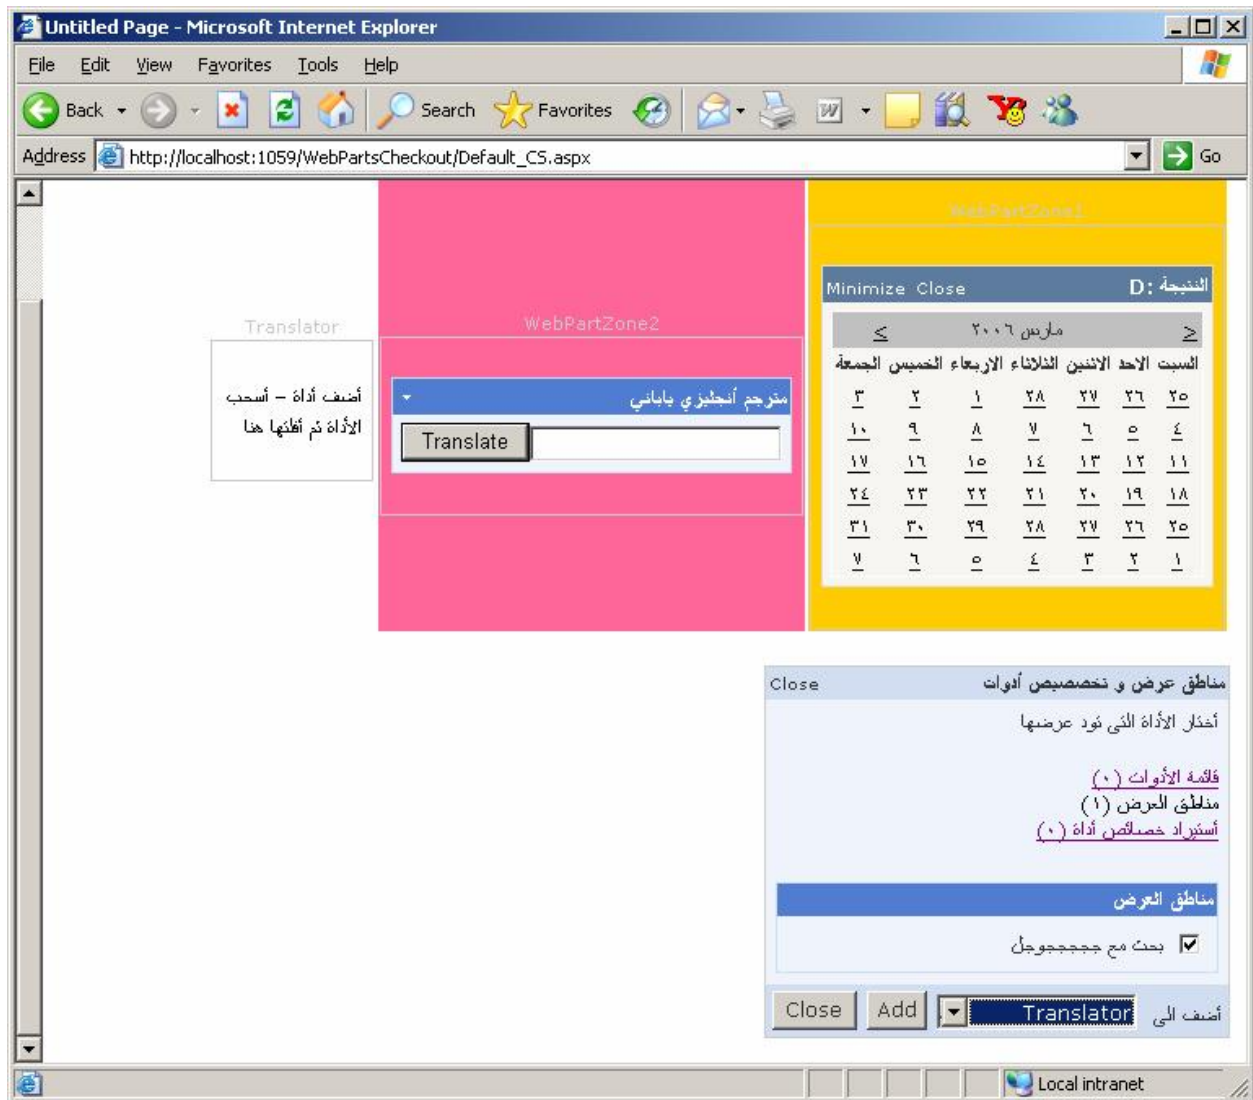 Untitled Page - Microsoft Internet Explorer
File Edit View Favorites Tools Help
Back Search Favorites
Address http://localhost:1059/WebPartsCheckout/Default_CS.aspx Go
WebPartZone1
النتيجة :D Minimize Close
< مارس ٢٠٠٦ >
السبت الاحد الاثنين الثلاثاء الاربعاء الخميس الجمعة
٢٥ ٢٦ ٢٧ ٢٨ ١ ٢ ٣
٤ ٥ ٦ ٧ ٨ ٩ ١٠
١١ ١٢ ١٣ ١٤ ١٥ ١٦ ١٧
١٨ ١٩ ٢٠ ٢١ ٢٢ ٢٣ ٢٤
٢٥ ٢٦ ٢٧ ٢٨ ٢٩ ٣٠ ٣١
١ ٢ ٣ ٤ ٥ ٦ ٧
WebPartZone2
مترجم أنجليزي ياباني
Translate
Translator
أضف أداة – أسحب
الأداة ثم أفلتها هنا
مناطق عرض و تخصصيص أدوات Close
أختار الأداة التى تود عرضها
قائمة الأدوات (٠)
مناطق العرض (١)
أستيراد خصائص أداة (٠)
مناطق العرض
بحث مع جججججوجل
أضف الى Translator Add Close
Local intranet